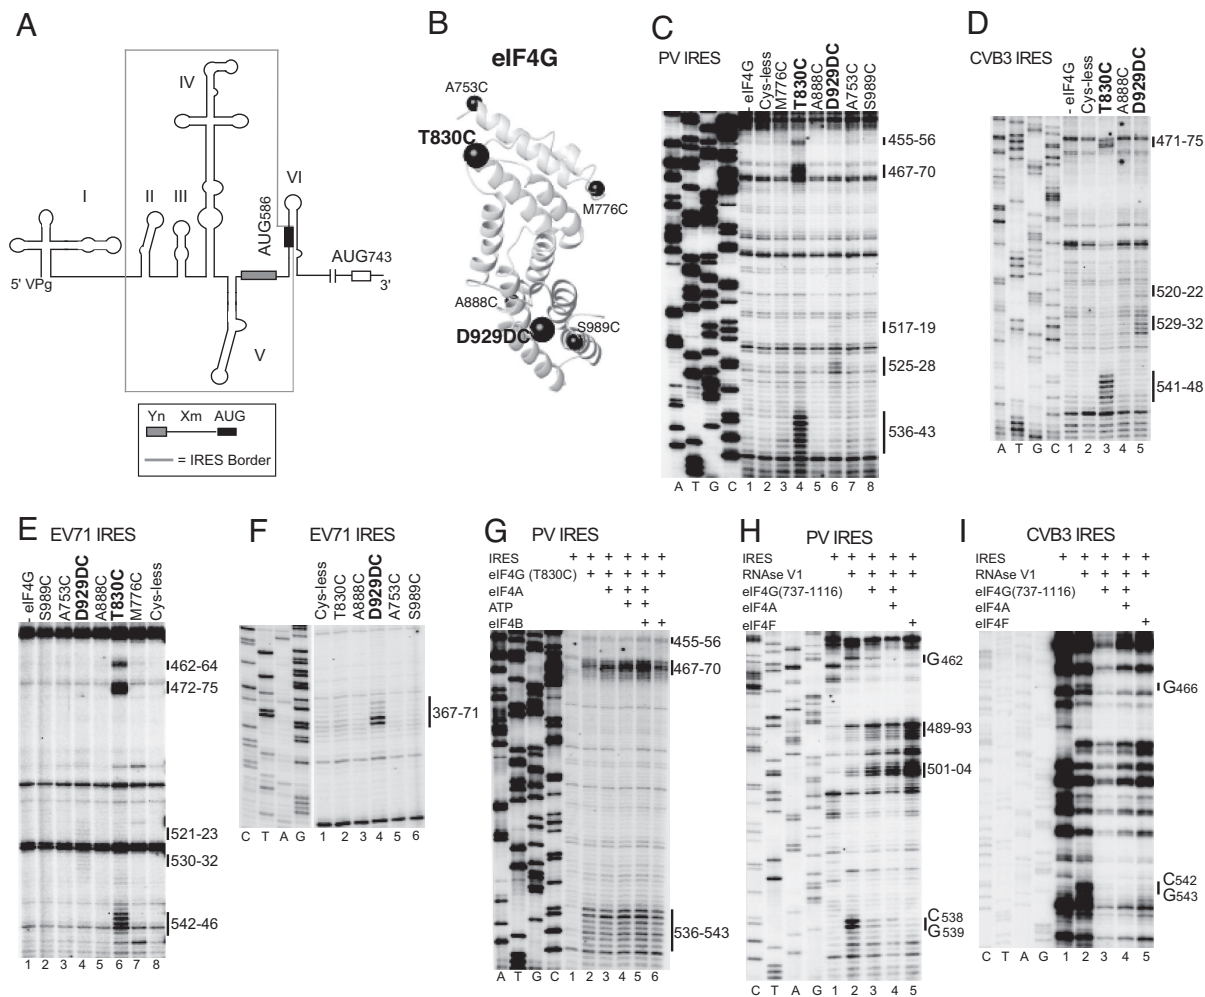 A
IV
I
II
III
VI
AUG586
AUG743
5' VPg
3'
V
Yn Xm AUG
= IRES Border
B
eIF4G
A753C
T830C
M776C
A888C
D929DC
S989C
C
PV IRES
- eIF4G
Cys-less
M776C
T830C
A888C
D929DC
A753C
S989C
455-56
467-70
517-19
525-28
536-43
A T G C 1 2 3 4 5 6 7 8
D
CVB3 IRES
- eIF4G
Cys-less
T830C
A888C
D929DC
471-75
520-22
529-32
541-48
A T G C 1 2 3 4 5
E
EV71 IRES
- eIF4G
S989C
A753C
D929DC
A888C
T830C
M776C
Cys-less
462-64
472-75
521-23
530-32
542-46
1 2 3 4 5 6 7 8
F
EV71 IRES
Cys-less
T830C
A888C
D929DC
A753C
S989C
367-71
C T A G 1 2 3 4 5 6
G
PV IRES
IRES + + + + + +
eIF4G (T830C) + + + + +
eIF4A + + + +
ATP + +
eIF4B + +
455-56
467-70
536-543
A T G C 1 2 3 4 5 6
H
PV IRES
IRES + + + + +
RNAse V1 + + + +
eIF4G(737-1116) + +
eIF4A +
eIF4F +
G462
489-93
501-04
C538
G539
C T A G 1 2 3 4 5
I
CVB3 IRES
IRES + + + + +
RNAse V1 + + + +
eIF4G(737-1116) + +
eIF4A +
eIF4F +
G466
C542
G543
C T A G 1 2 3 4 5